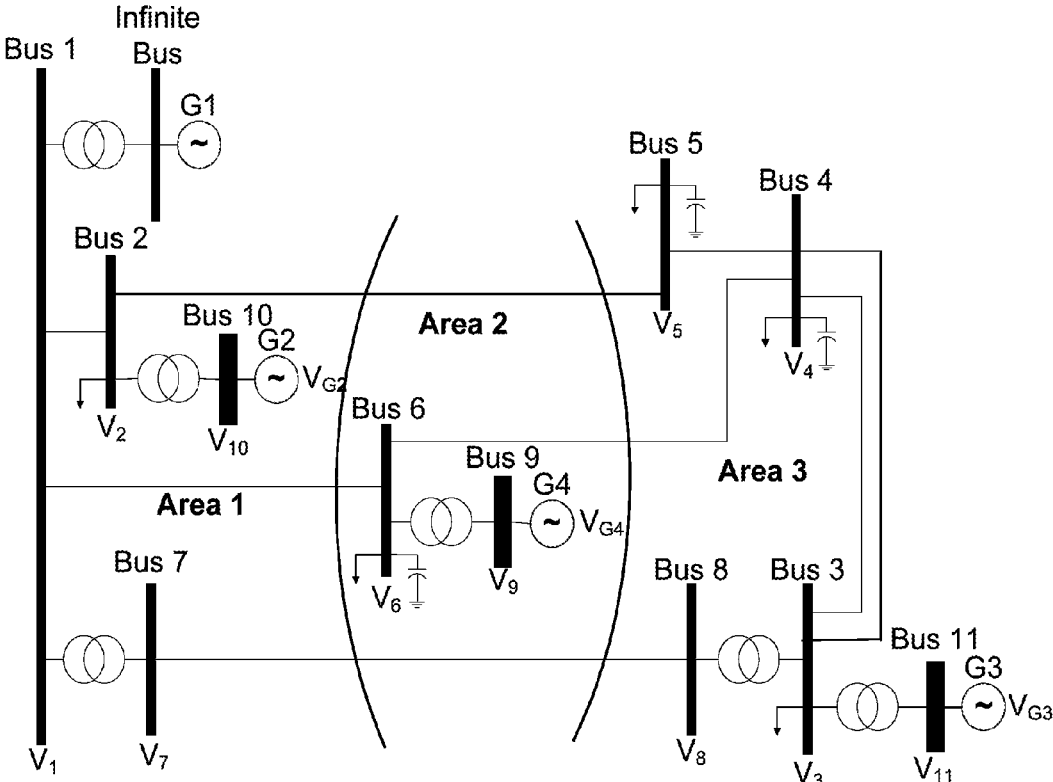 Infinite
Bus
Bus 1
G1
~
Bus 5
Bus 4
Bus 2
Area 2
Bus 10
G2
~
V5
V4
VG2
Bus 6
V2
V10
Bus 9
Area 3
G4
~
VG4
Area 1
Bus 7
Bus 8
Bus 3
V6
V9
Bus 11
G3
~
VG3
V1
V7
V8
V3
V11